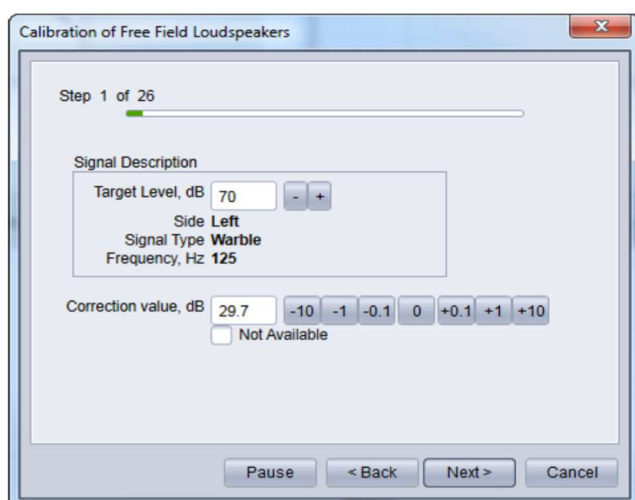 Calibration of Free Field Loudspeakers
x
Step 1 of 26
Signal Description
Target Level, dB 70 - +
Side Left
Signal Type Warble
Frequency, Hz 125
Correction value, dB 29.7 -10 -1 -0.1 0 +0.1 +1 +10
Not Available
Pause < Back Next > Cancel